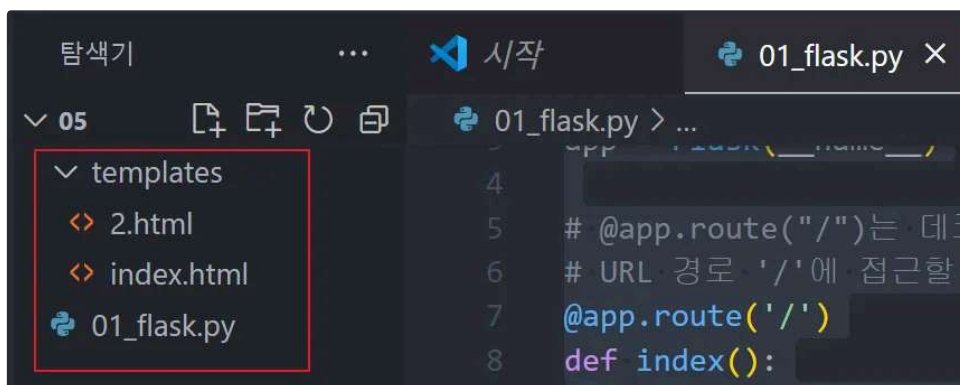 탐색기 ...
시작
01_flask.py ×
05
01_flask.py > ...
templates
2.html
index.html
01_flask.py
4
5 # @app.route("/")는
6 # URL 경로 '/'에 접근할
7 @app.route('/')
8 def index():